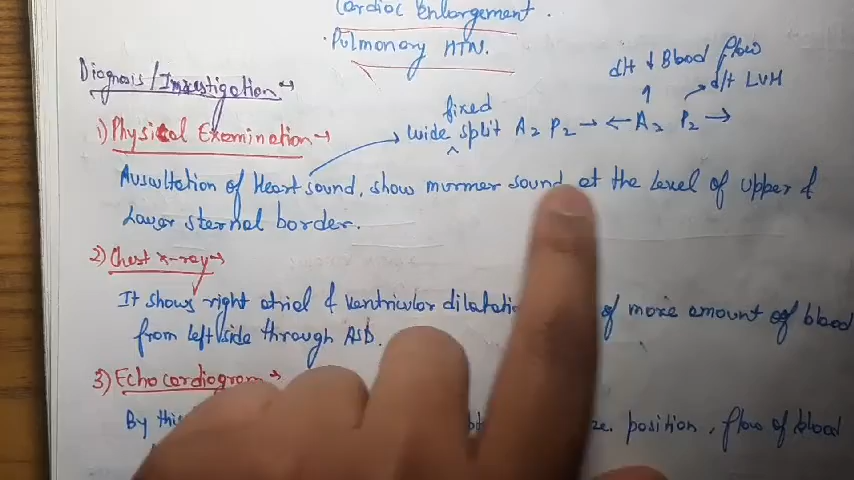 Cardiac Enlargement.
· Pulmonary HTN.
Diagnosis/Investigation →
d/t ↓ Blood flow
↑ → d/t LVH
1) Physical Examination →
fixed
wide ^ split A2 P2 → ← A2 P2 →
Auscultation of Heart sound, show murmer sound at the Level of upper &
Lower sternal border.
2) Chest x-ray →
It shows right atrial & ventricular of more amount of blood
from left side through ASD.
3) Echocardiogram →
By position, flow of blood